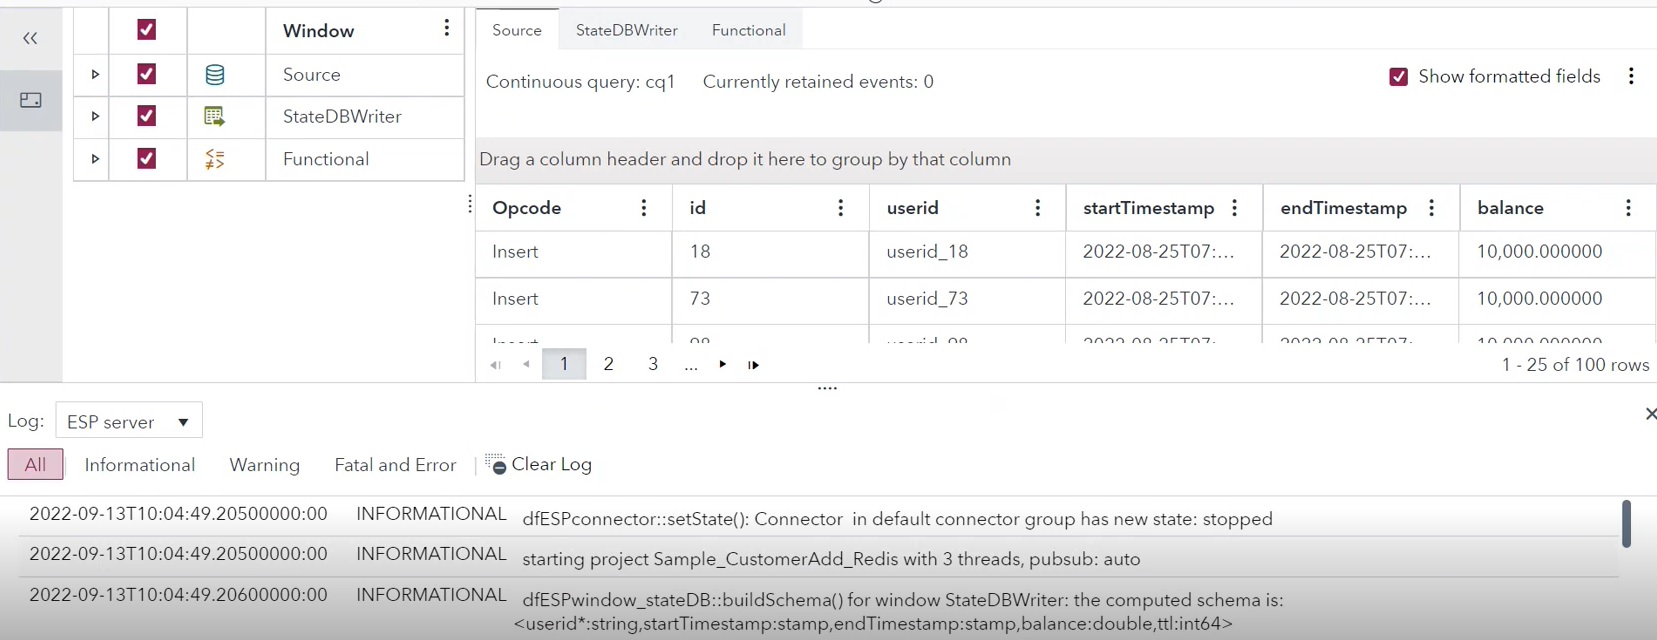 Window
Source
StateDBWriter
Functional
Source StateDBWriter Functional
Continuous query: cq1 Currently retained events: 0
Show formatted fields
Drag a column header and drop it here to group by that column
Opcode id userid startTimestamp endTimestamp balance
Insert 18 userid_18 2022-08-25T07:... 2022-08-25T07:... 10,000.000000
Insert 73 userid_73 2022-08-25T07:... 2022-08-25T07:... 10,000.000000
1 2 3 ...
1 - 25 of 100 rows
Log: ESP server
All Informational Warning Fatal and Error Clear Log
2022-09-13T10:04:49.20500000:00 INFORMATIONAL dfESPconnector::setState(): Connector in default connector group has new state: stopped
2022-09-13T10:04:49.20500000:00 INFORMATIONAL starting project Sample_CustomerAdd_Redis with 3 threads, pubsub: auto
2022-09-13T10:04:49.20600000:00 INFORMATIONAL dfESPwindow_stateDB::buildSchema() for window StateDBWriter: the computed schema is:
<userid*:string,startTimestamp:stamp,endTimestamp:stamp,balance:double,ttl:int64>